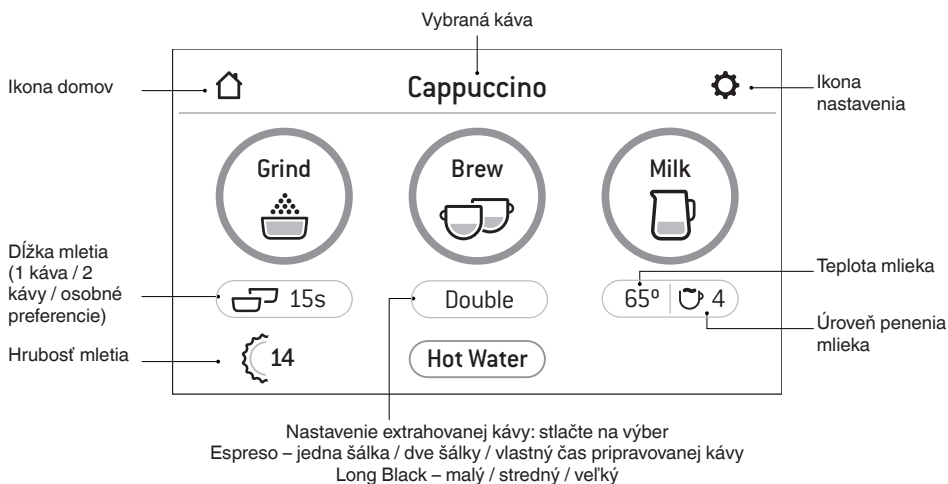 Vybraná káva
Ikona domov
Cappuccino
Ikona
nastavenia
Grind
Brew
Milk
Dĺžka mletia
(1 káva / 2
kávy / osobné
preferencie)
15s
Double
65º
4
Teplota mlieka
Úroveň penenia
mlieka
Hrubosť mletia
14
Hot Water
Nastavenie extrahovanej kávy: stlačte na výber
Espreso – jedna šálka / dve šálky / vlastný čas pripravovanej kávy
Long Black – malý / stredný / veľký